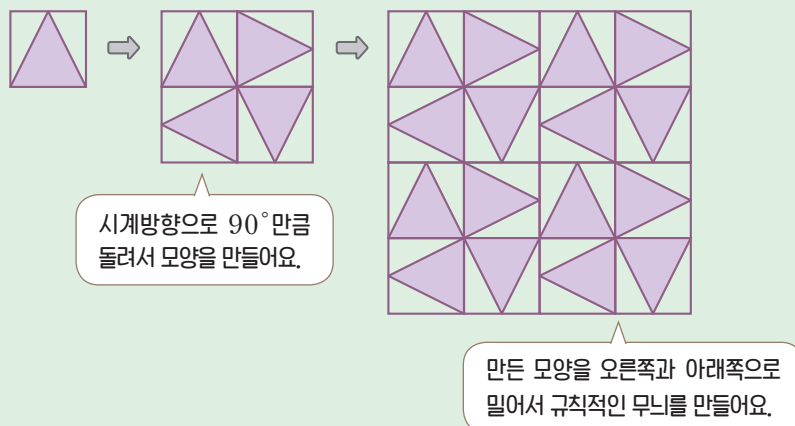 시계방향으로 90°만큼
돌려서 모양을 만들어요.
만든 모양을 오른쪽과 아래쪽으로
밀어서 규칙적인 무늬를 만들어요.